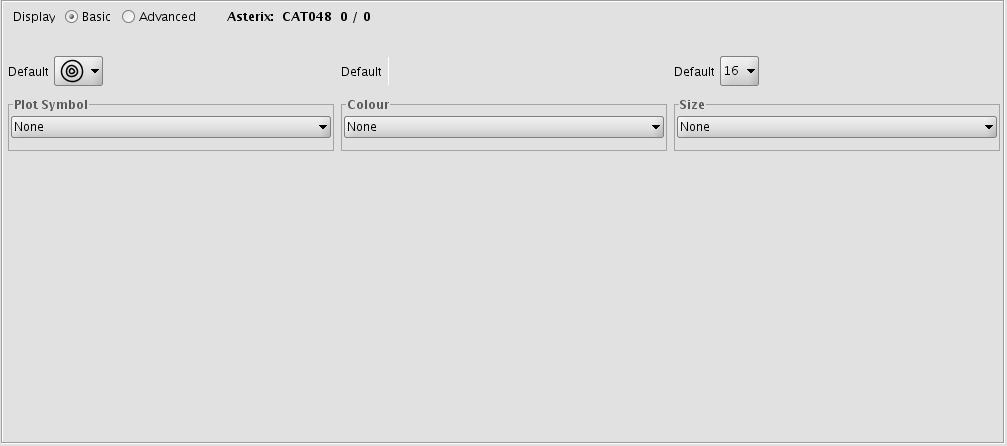 Display Basic Advanced Asterix: CAT048 0 / 0
Default Default Default 16
Plot Symbol Colour Size
None None None